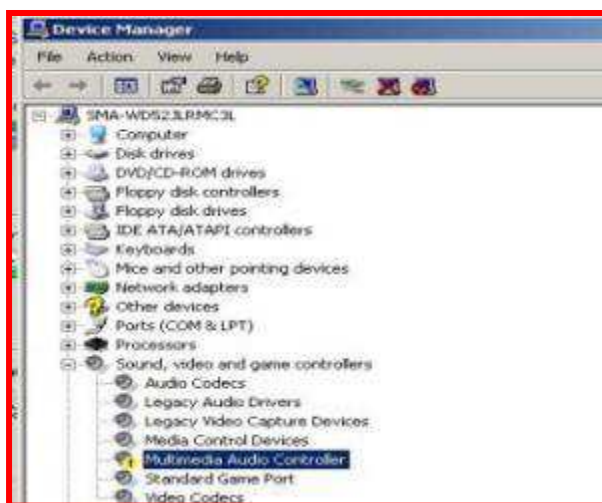 Device Manager
File Action View Help
Computer
Disk drives
DVD/CD-ROM drives
Floppy disk controllers
Floppy disk drives
IDE ATA/ATAPI controllers
Keyboards
Mice and other pointing devices
Network adapters
Other devices
Ports (COM & LPT)
Processors
Sound, video and game controllers
Audio Codecs
Legacy Audio Drivers
Legacy Video Capture Devices
Media Control Devices
Multimedia Audio Controller
Standard Game Port
Video Codecs